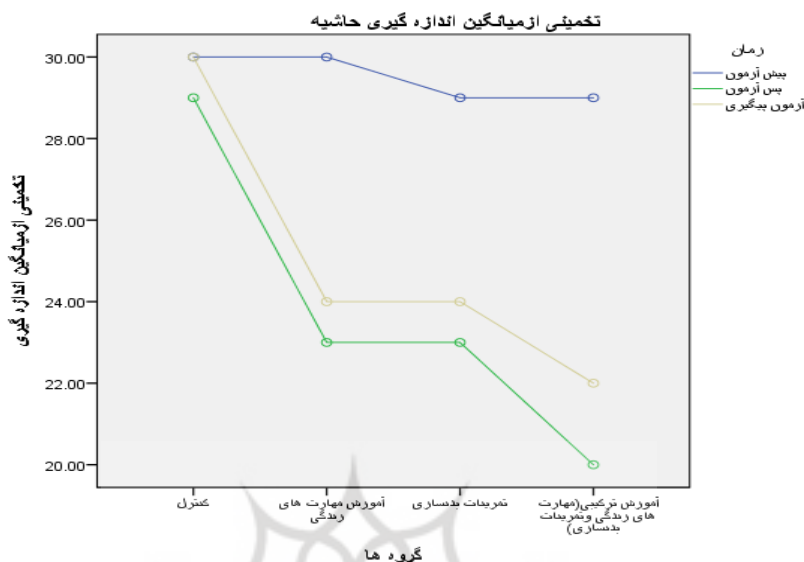 تخمینی ازمیانگین اندازه گیری حاشیه
زمان
پیش آزمون
پس آزمون
آزمون پیگیری
تخمینی ازمیانگین اندازه گیری
30.00
28.00
26.00
24.00
22.00
20.00
کنترل
آموزش مهارت های
زندگی
تمرینات بدنسازی
آموزش ترکیبی(مهارت
های زندگی وتمرینات
بدنسازی)
گروه ها